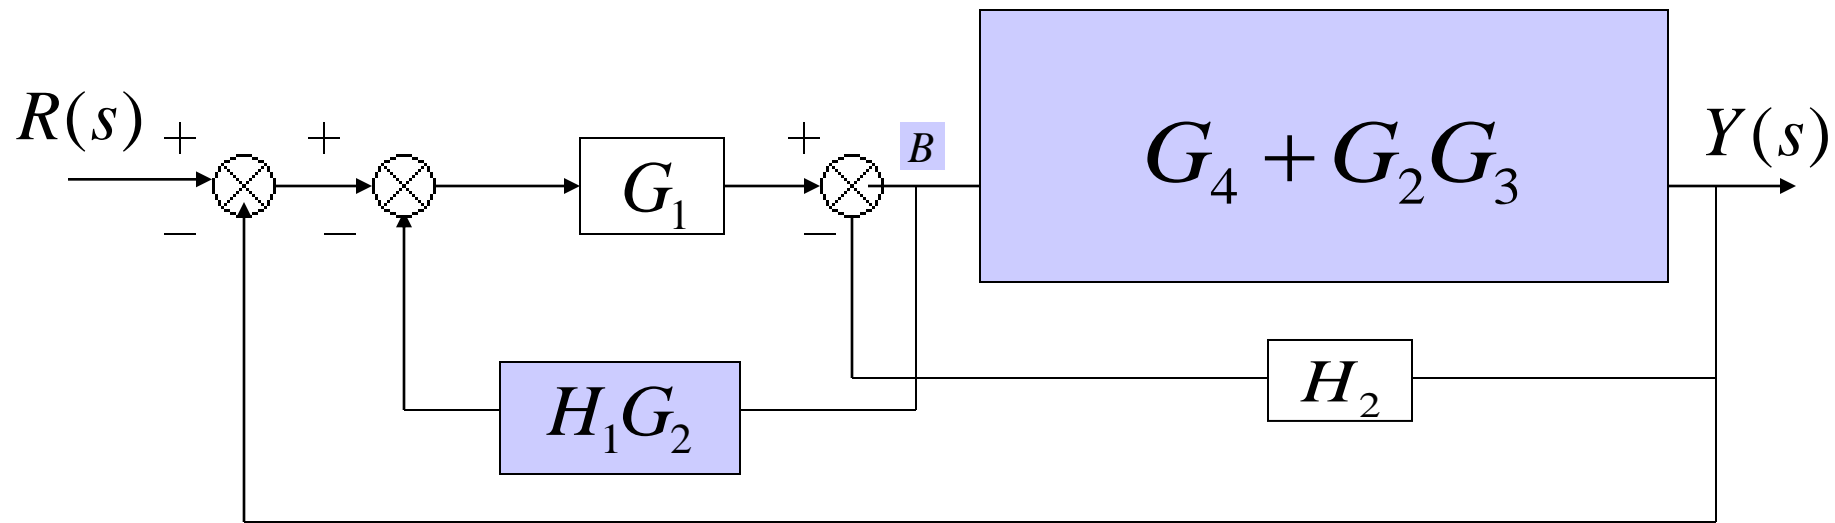 R(s) + + + B G₄ + G₂G₃ Y(s)
G₁
− − −
H₁G₂ H₂